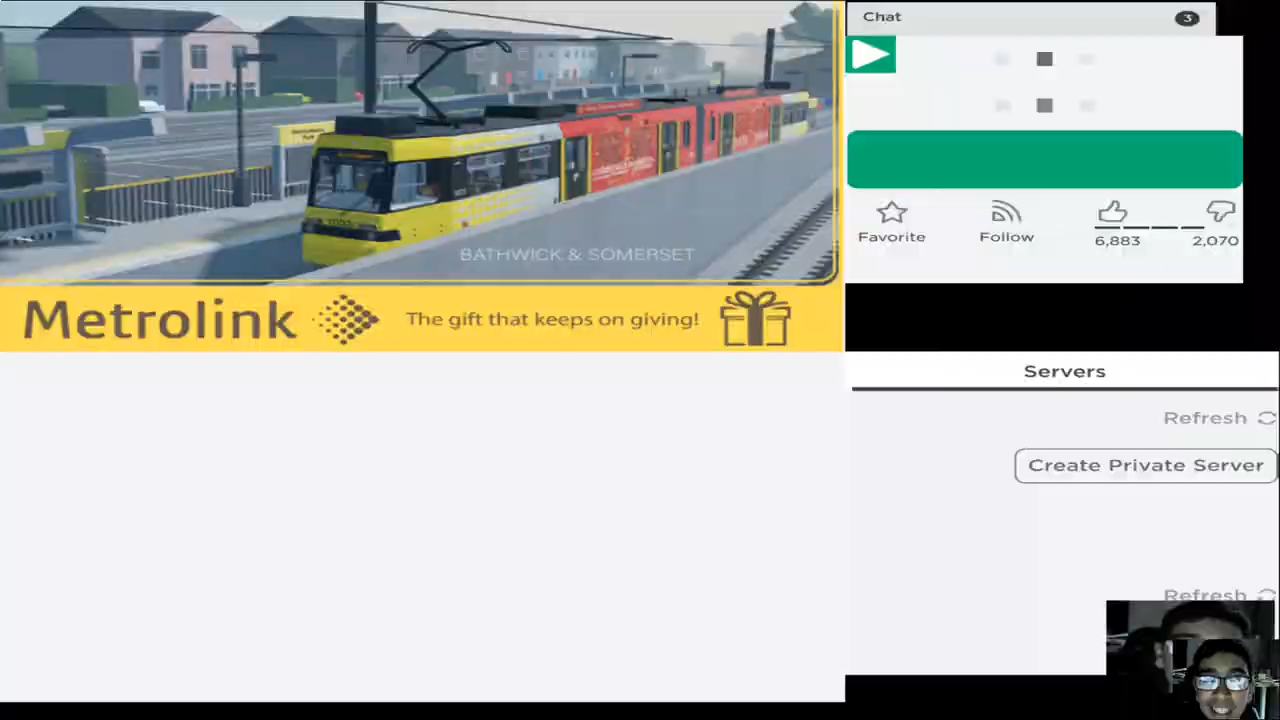 BATHWICK & SOMERSET
Metrolink
The gift that keeps on giving!
Chat 3
Favorite
Follow
6,883
2,070
Servers
Refresh
Create Private Server
Refresh